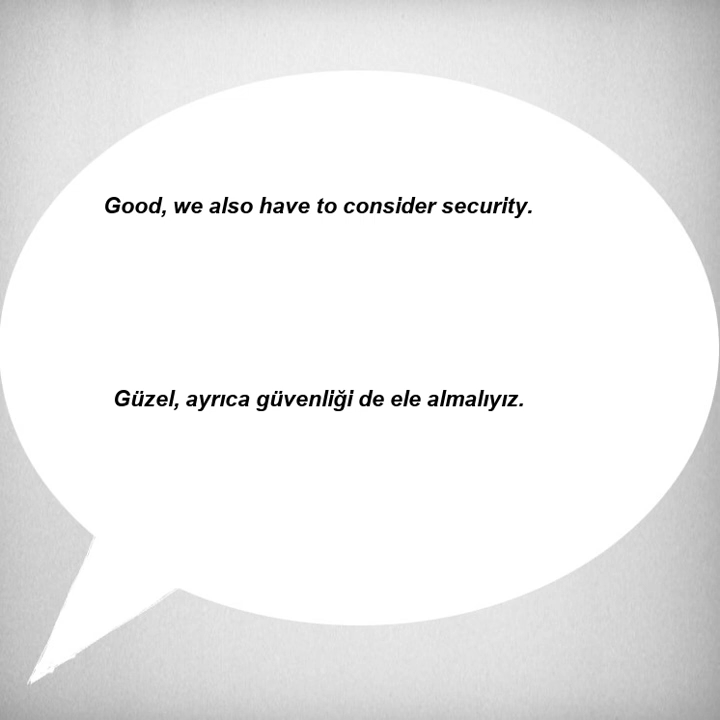 Good, we also have to consider security.
Güzel, ayrıca güvenliği de ele almalıyız.